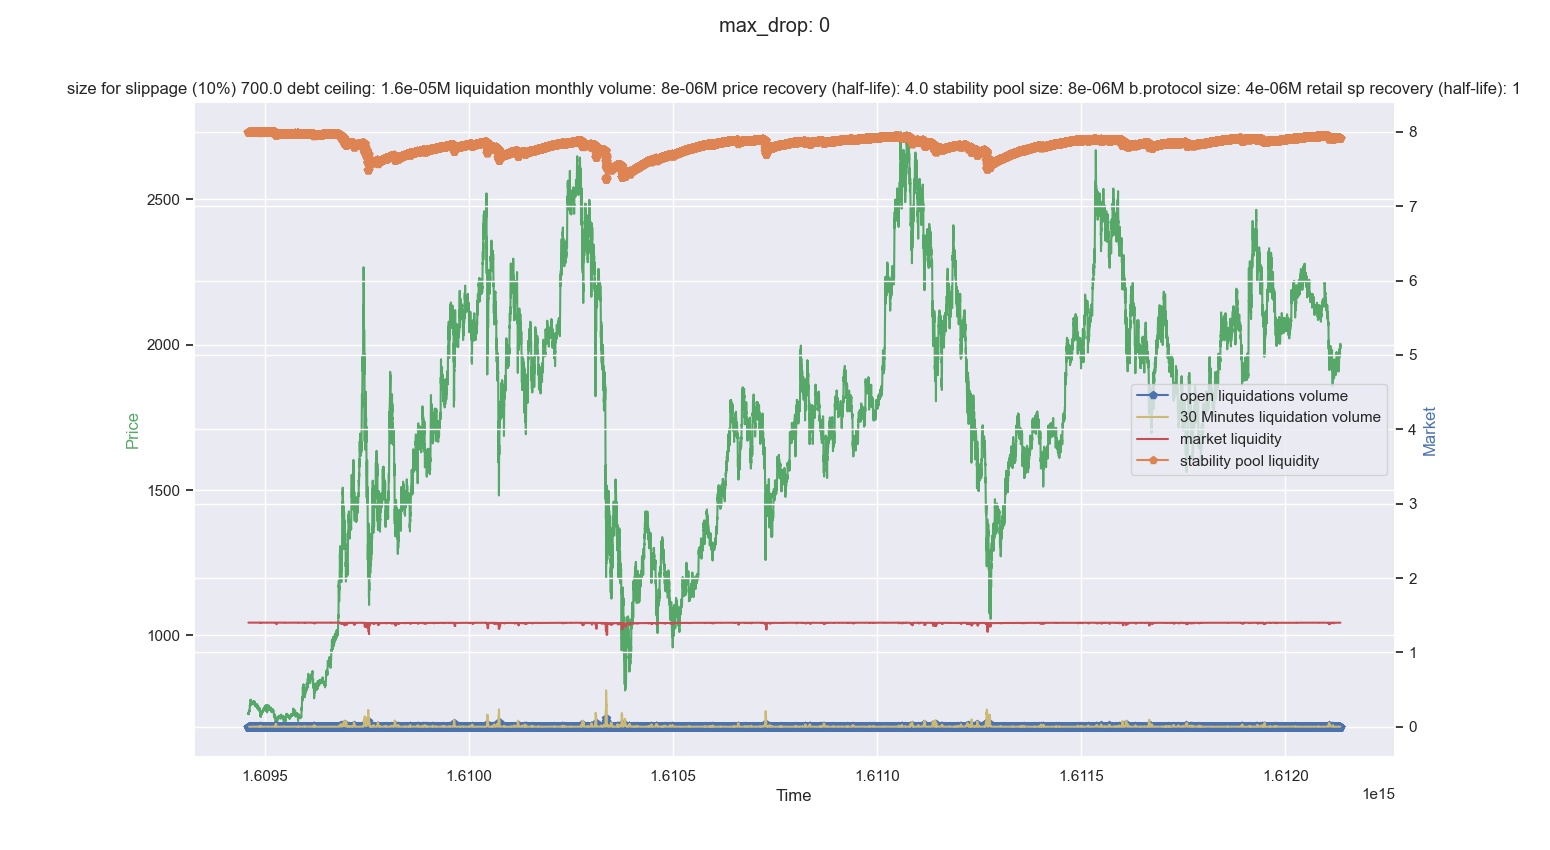 max_drop: 0
size for slippage (10%) 700.0 debt ceiling: 1.6e-05M liquidation monthly volume: 8e-06M price recovery (half-life): 4.0 stability pool size: 8e-06M b.protocol size: 4e-06M retail sp recovery (half-life): 1
8
2500
7
6
2000
5
open liquidations volume
30 Minutes liquidation volume
Price
Market
4
market liquidity
stability pool liquidity
1500
3
2
1000
1
0
1.6095
1.6100
1.6105
1.6110
1.6115
1.6120
Time
1e15